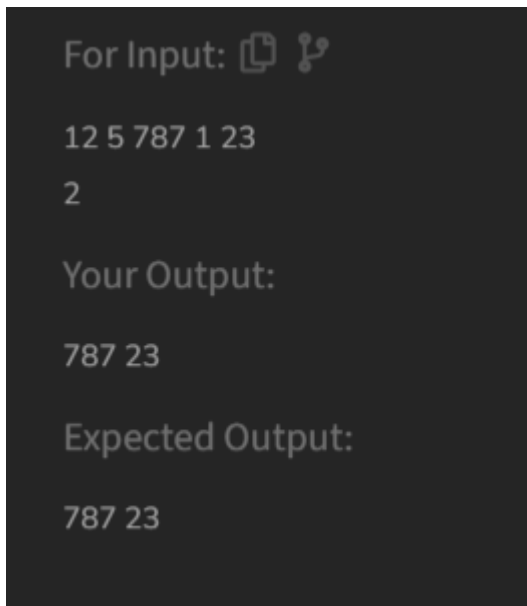 For Input:
12 5 787 1 23
2
Your Output:
787 23
Expected Output:
787 23